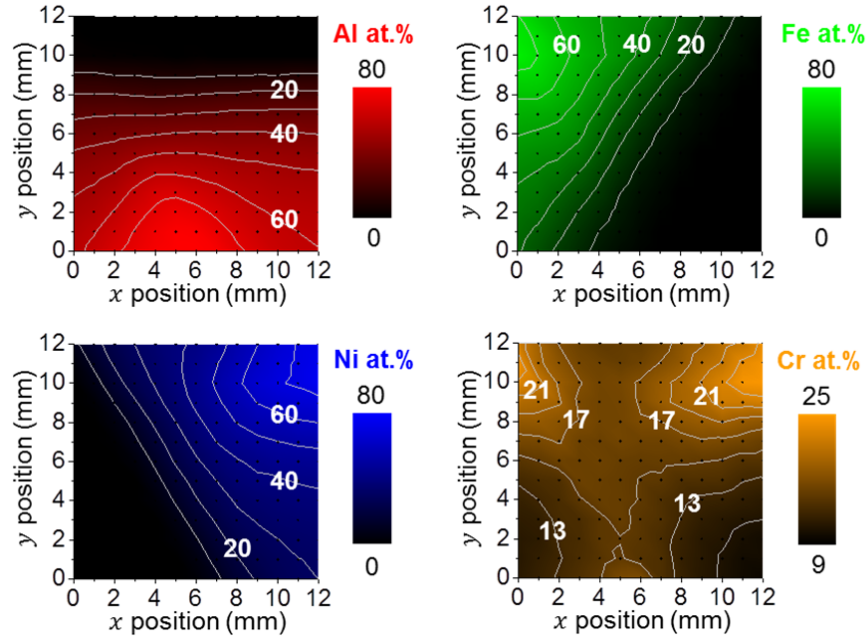 Al at.%
80
0
12
10
8
6
4
2
0
y position (mm)
20
40
60
0 2 4 6 8 10 12
x position (mm)
Fe at.%
80
0
12
10
8
6
4
2
0
y position (mm)
60 40 20
0 2 4 6 8 10 12
x position (mm)
Ni at.%
80
0
12
10
8
6
4
2
0
y position (mm)
60
40
20
0 2 4 6 8 10 12
x position (mm)
Cr at.%
25
9
12
10
8
6
4
2
0
y position (mm)
21 21
17 17
13 13
0 2 4 6 8 10 12
x position (mm)